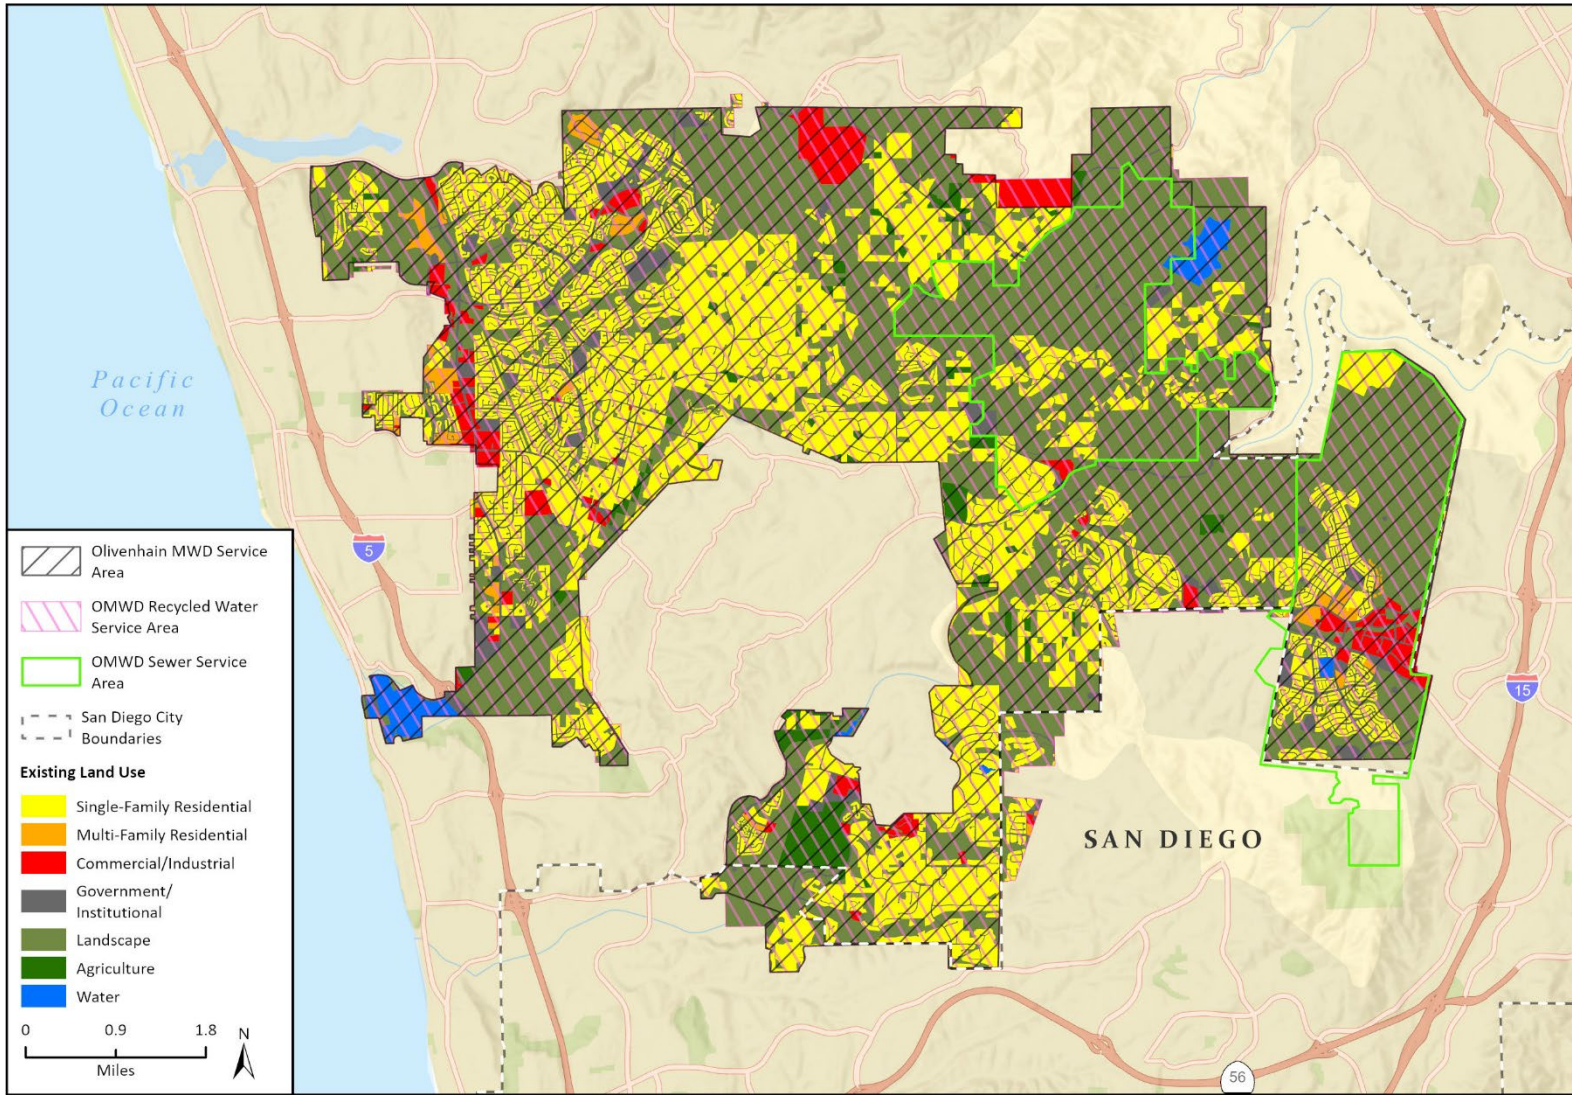 Pacific
Ocean
5
15
SAN DIEGO
56
Olivenhain MWD Service
Area
OMWD Recycled Water
Service Area
OMWD Sewer Service
Area
San Diego City
Boundaries
Existing Land Use
Single-Family Residential
Multi-Family Residential
Commercial/Industrial
Government/
Institutional
Landscape
Agriculture
Water
0 0.9 1.8
Miles
N